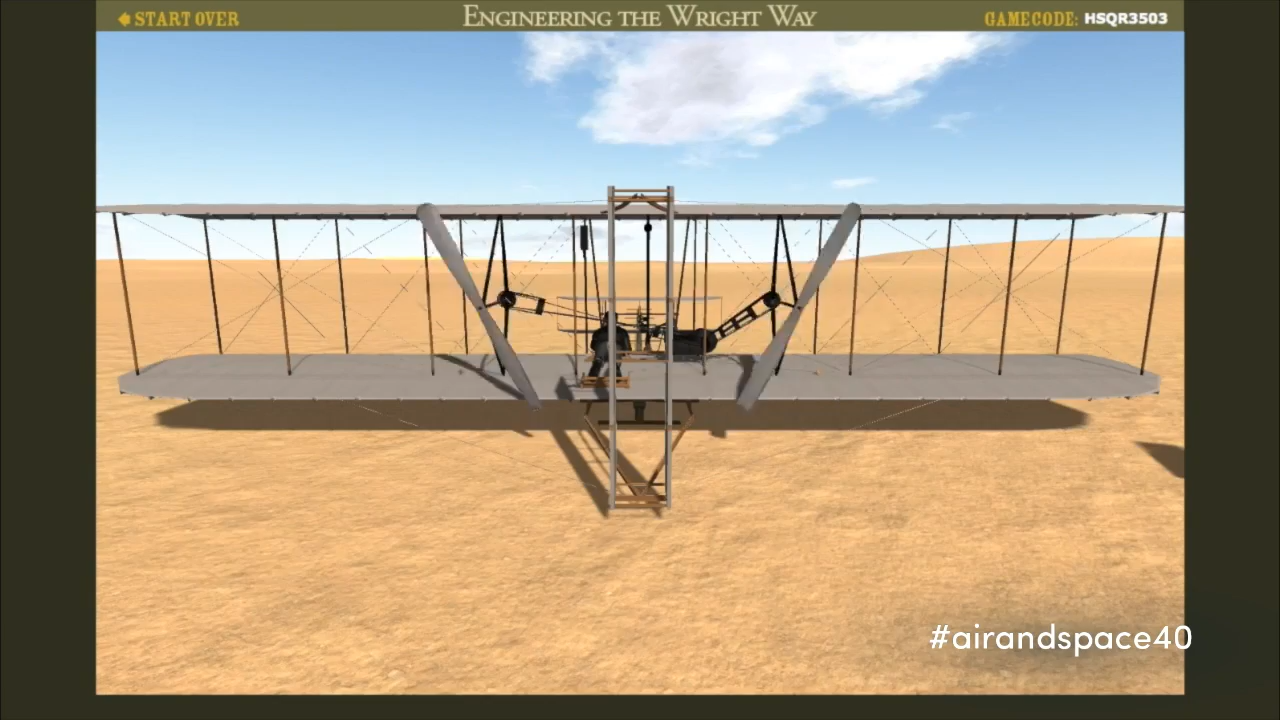 START OVER
ENGINEERING THE WRIGHT WAY
GAMECODE: HSQR3503
#airandspace40